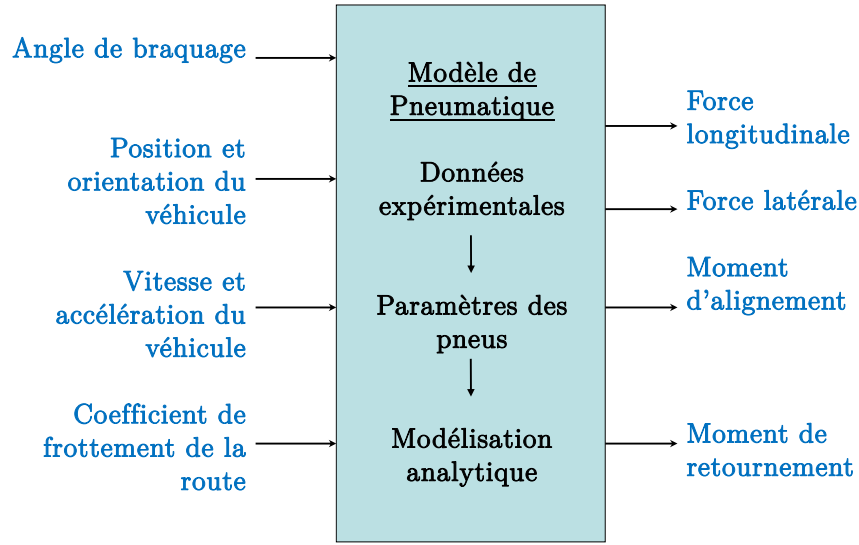 Angle de braquage
Position et
orientation du
véhicule
Vitesse et
accélération du
véhicule
Coefficient de
frottement de la
route
Modèle de
Pneumatique
Données
expérimentales
Paramètres des
pneus
Modélisation
analytique
Force
longitudinale
Force latérale
Moment
d'alignement
Moment de
retournement